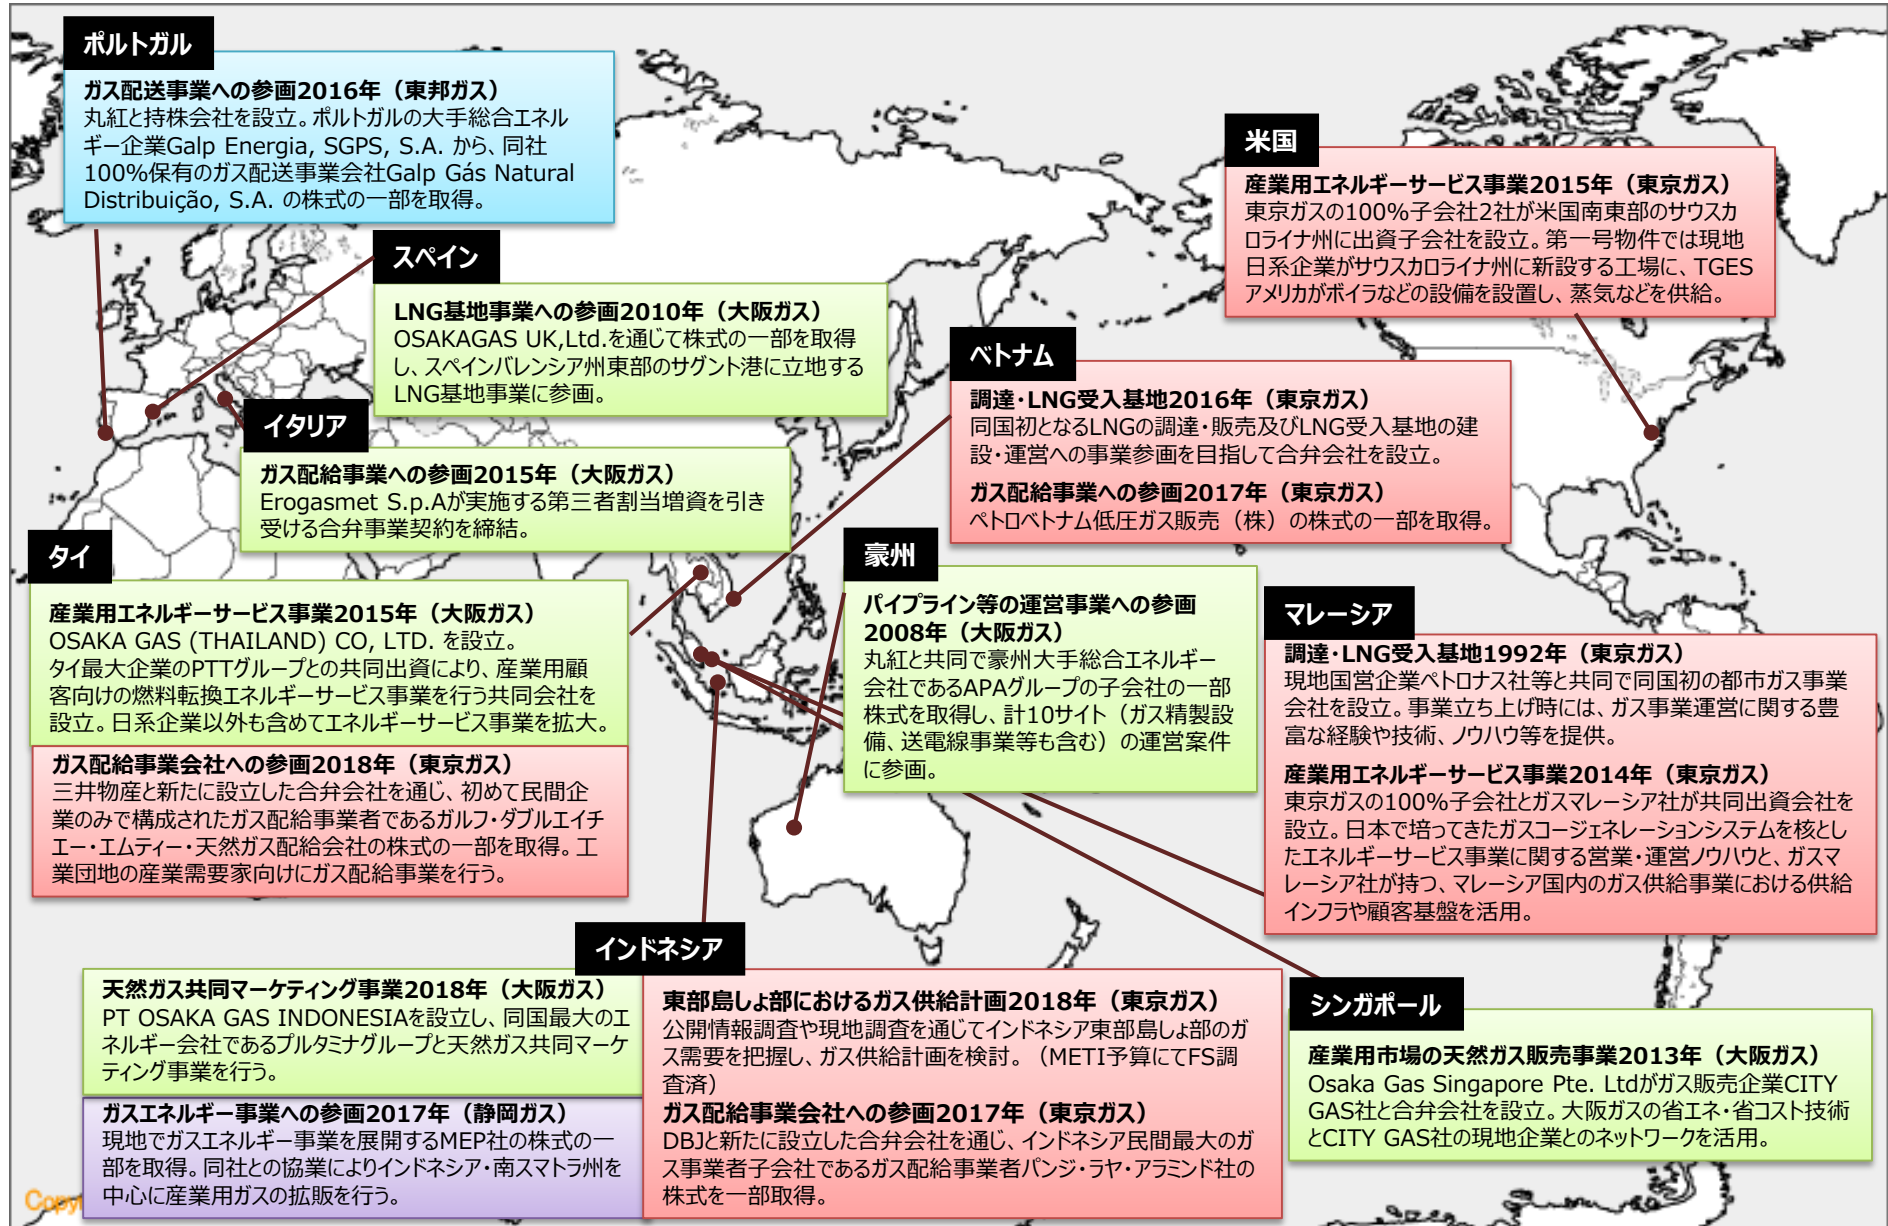 ポルトガル
ガス配送事業への参画2016年（東邦ガス）
丸紅と持株会社を設立。ポルトガルの大手総合エネル
ギー企業Galp Energia, SGPS, S.A. から、同社
100%保有のガス配送事業会社Galp Gás Natural
Distribuição, S.A. の株式の一部を取得。
スペイン
LNG基地事業への参画2010年（大阪ガス）
OSAKAGAS UK,Ltd.を通じて株式の一部を取得
し、スペインバレンシア州東部のサグント港に立地する
LNG基地事業に参画。
イタリア
ガス配給事業への参画2015年（大阪ガス）
Erogasmet S.p.Aが実施する第三者割当増資を引き
受ける合弁事業契約を締結。
米国
産業用エネルギーサービス事業2015年（東京ガス）
東京ガスの100%子会社2社が米国南東部のサウスカ
ロライナ州に出資子会社を設立。第一号物件では現地
日系企業がサウスカロライナ州に新設する工場に、TGES
アメリカがボイラなどの設備を設置し、蒸気などを供給。
ベトナム
調達・LNG受入基地2016年（東京ガス）
同国初となるLNGの調達・販売及びLNG受入基地の建
設・運営への事業参画を目指して合弁会社を設立。
ガス配給事業への参画2017年（東京ガス）
ペトロベトナム低圧ガス販売（株）の株式の一部を取得。
タイ
産業用エネルギーサービス事業2015年（大阪ガス）
OSAKA GAS (THAILAND) CO, LTD. を設立。
タイ最大企業のPTTグループとの共同出資により、産業用顧
客向けの燃料転換エネルギーサービス事業を行う共同会社を
設立。日系企業以外も含めてエネルギーサービス事業を拡大。
ガス配給事業会社への参画2018年（東京ガス）
三井物産と新たに設立した合弁会社を通じ、初めて民間企
業のみで構成されたガス配給事業者であるガルフ・ダブルエイチ
エー・エムティー・天然ガス配給会社の株式の一部を取得。工
業団地の産業需要家向けにガス配給事業を行う。
豪州
パイプライン等の運営事業への参画
2008年（大阪ガス）
丸紅と共同で豪州大手総合エネルギー
会社であるAPAグループの子会社の一部
株式を取得し、計10サイト（ガス精製設
備、送電線事業等も含む）の運営案件
に参画。
マレーシア
調達・LNG受入基地1992年（東京ガス）
現地国営企業ペトロナス社等と共同で同国初の都市ガス事業
会社を設立。事業立ち上げ時には、ガス事業運営に関する豊
富な経験や技術、ノウハウ等を提供。
産業用エネルギーサービス事業2014年（東京ガス）
東京ガスの100%子会社とガスマレーシア社が共同出資会社を
設立。日本で培ってきたガスコージェネレーションシステムを核とし
たエネルギーサービス事業に関する営業・運営ノウハウと、ガスマ
レーシア社が持つ、マレーシア国内のガス供給事業における供給
インフラや顧客基盤を活用。
インドネシア
天然ガス共同マーケティング事業2018年（大阪ガス）
PT OSAKA GAS INDONESIAを設立し、同国最大のエ
ネルギー会社であるプルタミナグループと天然ガス共同マーケ
ティング事業を行う。
ガスエネルギー事業への参画2017年（静岡ガス）
現地でガスエネルギー事業を展開するMEP社の株式の一
部を取得。同社との協業によりインドネシア・南スマトラ州を
中心に産業用ガスの拡販を行う。
東部島しょ部におけるガス供給計画2018年（東京ガス）
公開情報調査や現地調査を通じてインドネシア東部島しょ部のガ
ス需要を把握し、ガス供給計画を検討。（METI予算にてFS調
査済）
ガス配給事業会社への参画2017年（東京ガス）
DBJと新たに設立した合弁会社を通じ、インドネシア民間最大のガ
ス事業者子会社であるガス配給事業者パンジ・ラヤ・アラミンド社の
株式を一部取得。
シンガポール
産業用市場の天然ガス販売事業2013年（大阪ガス）
Osaka Gas Singapore Pte. Ltdがガス販売企業CITY
GAS社と合弁会社を設立。大阪ガスの省エネ・省コスト技術
とCITY GAS社の現地企業とのネットワークを活用。